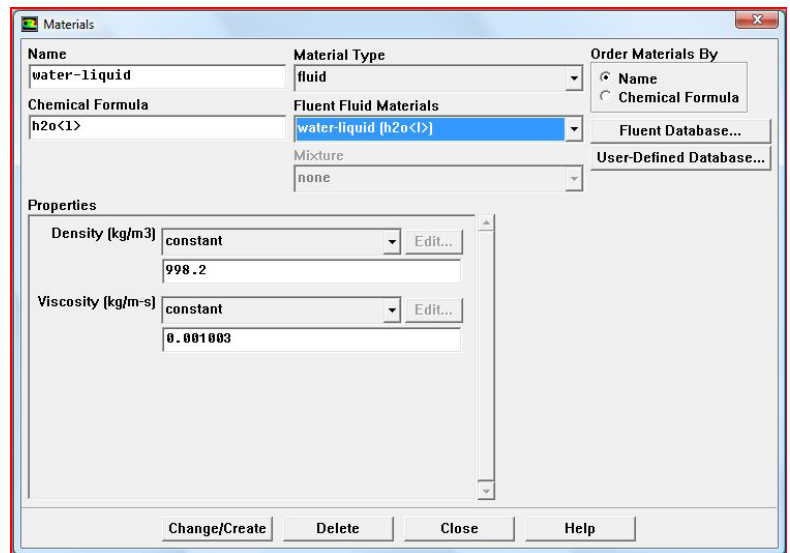 Materials
Name
water-liquid
Chemical Formula
h2o<l>
Material Type
fluid
Fluent Fluid Materials
water-liquid (h2o<l>)
Mixture
none
Order Materials By
Name
Chemical Formula
Fluent Database...
User-Defined Database...
Properties
Density (kg/m3) constant Edit...
998.2
Viscosity (kg/m-s) constant Edit...
0.001003
Change/Create Delete Close Help